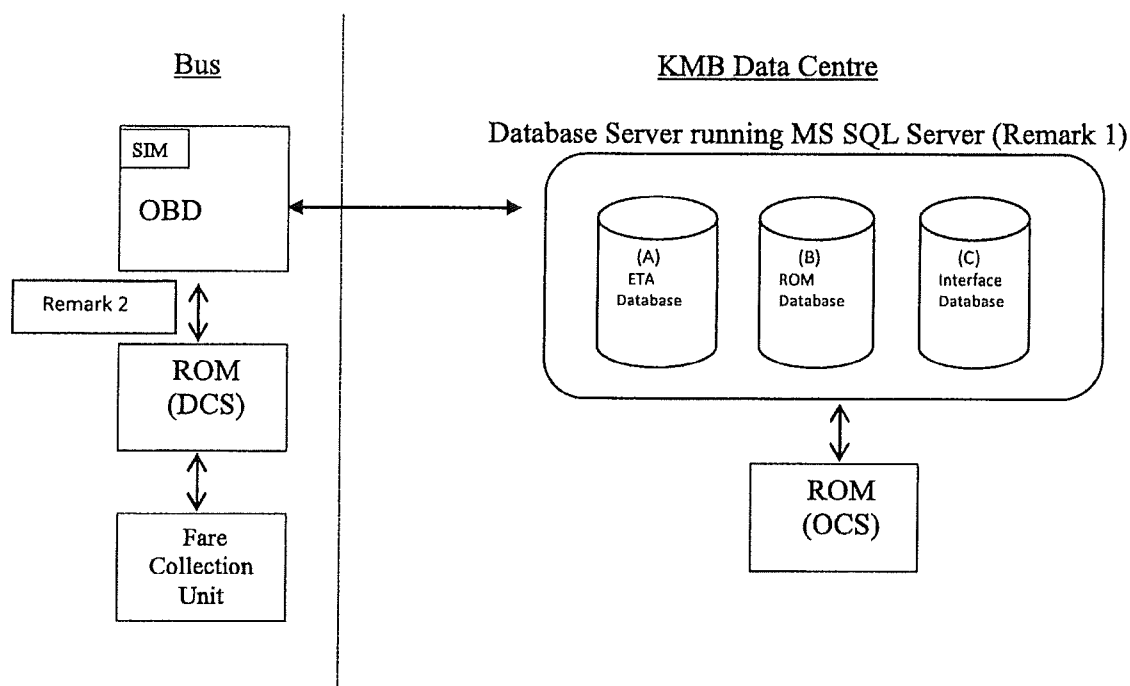 Bus
SIM
OBD
Remark 2
ROM
(DCS)
Fare
Collection
Unit
KMB Data Centre
Database Server running MS SQL Server (Remark 1)
(A)
ETA
Database
(B)
ROM
Database
(C)
Interface
Database
ROM
(OCS)